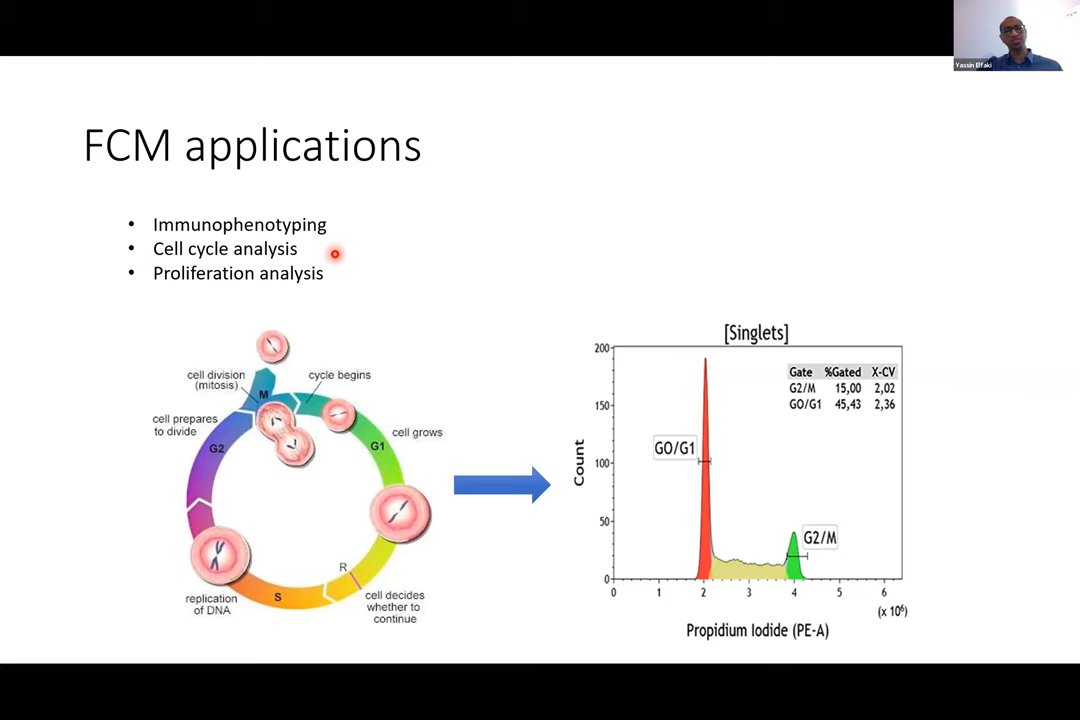 Yassin Elfaki
FCM applications
• Immunophenotyping
• Cell cycle analysis
• Proliferation analysis
cell division
(mitosis)
cycle begins
M
cell prepares
to divide
G2
G1
cell grows
R
S
replication
of DNA
cell decides
whether to
continue
[Singlets]
Gate %Gated X-CV
G2/M 15,00 2,02
G0/G1 45,43 2,36
200
150
100
50
0
Count
G0/G1
G2/M
0 1 2 3 4 5 6
(x 10⁶)
Propidium Iodide (PE-A)